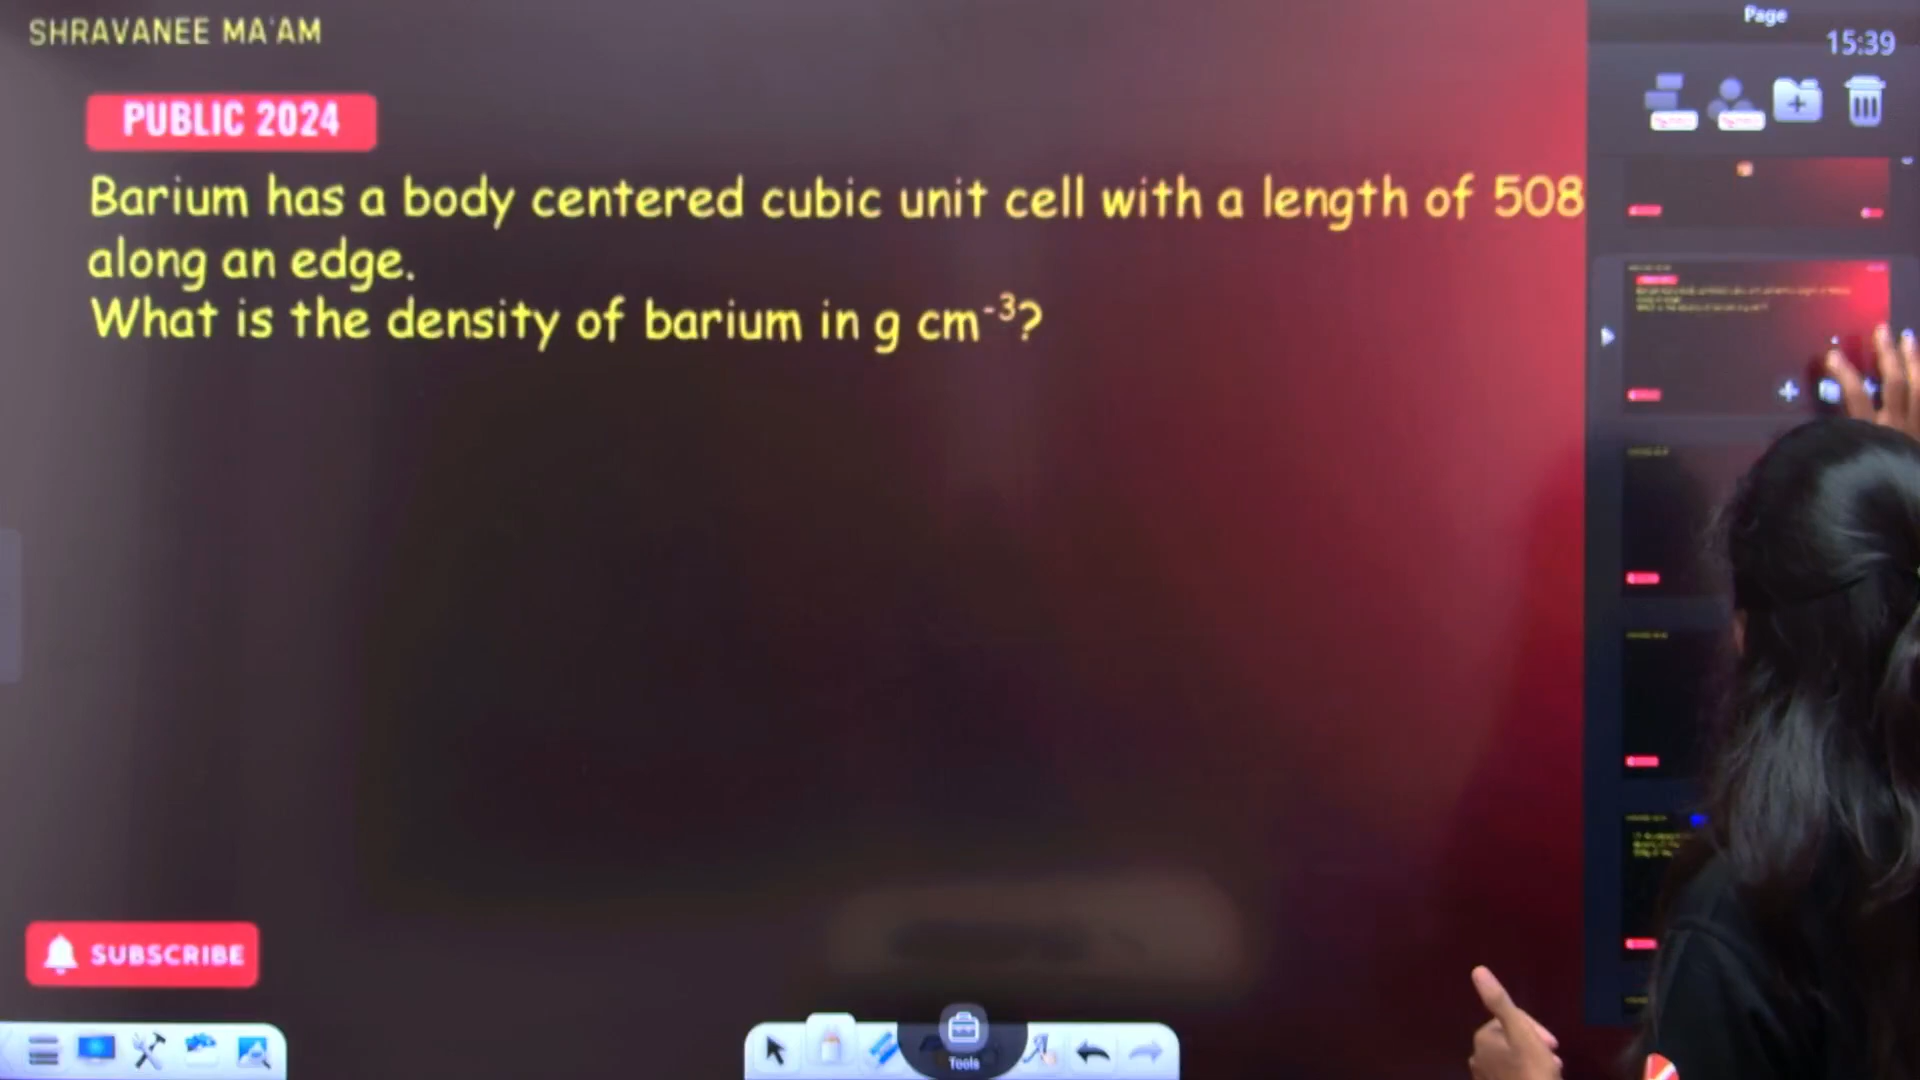 SHRAVANEE MA'AM
Page
15:39
PUBLIC 2024
Barium has a body centered cubic unit cell with a length of 508
along an edge.
What is the density of barium in g cm⁻³?
SUBSCRIBE
Tools